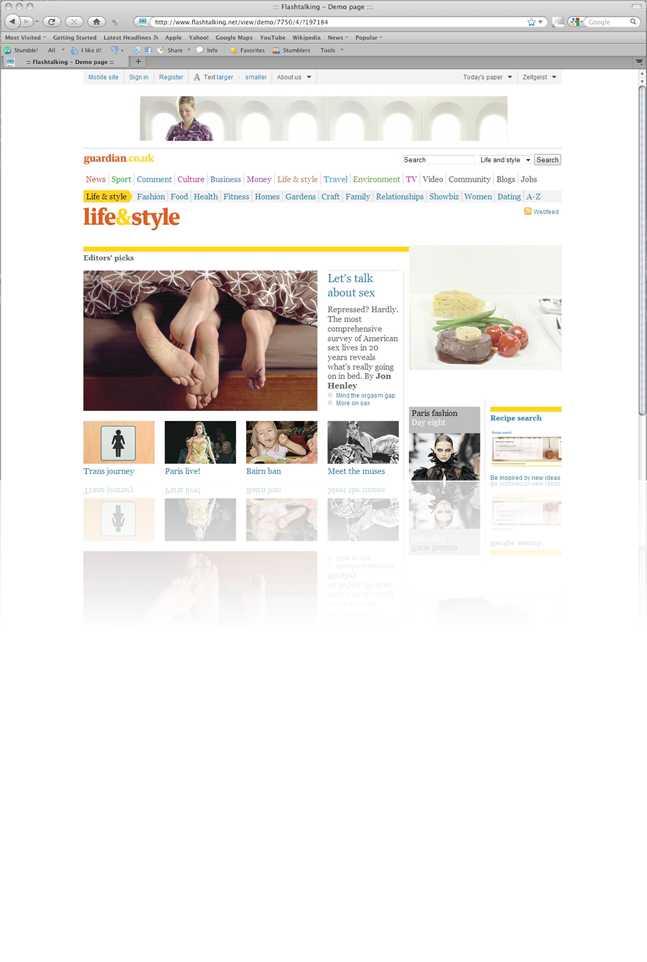 :: Flashtalking – Demo page ::
http://www.flashtalking.net/view/demo/7750/4/?197184
Google
Most Visited Getting Started Latest Headlines Apple Yahoo! Google Maps YouTube Wikipedia News Popular
Stumble! All I like it! Share Info Favorites Stumblers Tools
:: Flashtalking – Demo page ::
Mobile site Sign in Register A Text larger · smaller About us Today's paper Zeitgeist
guardian.co.uk
Search Life and style Search
News Sport Comment Culture Business Money Life & style Travel Environment TV Video Community Blogs Jobs
Life & style Fashion Food Health Fitness Homes Gardens Craft Family Relationships Showbiz Women Dating A-Z
life&style
Webfeed
Editors' picks
Let's talk
about sex
Repressed? Hardly.
The most
comprehensive
survey of American
sex lives in 20
years reveals
what's really going
on in bed. By Jon
Henley
Mind the orgasm gap
More on sex
Paris fashion
Day eight
Recipe search
Recipe search
Be inspired by new ideas
Trans journey
Paris live!
Bairn ban
Meet the muses